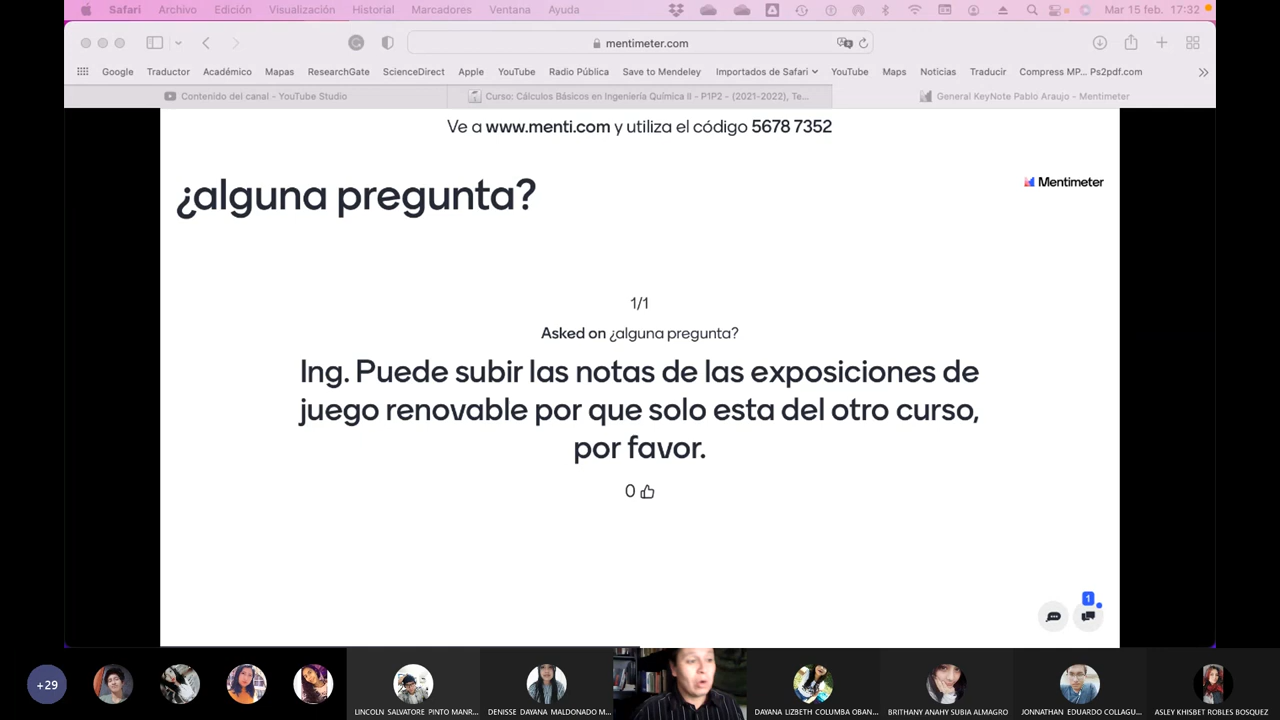 Safari Archivo Edición Visualización Historial Marcadores Ventana Ayuda Mar 15 feb. 17:32
mentimeter.com
Google Traductor Académico Mapas ResearchGate ScienceDirect Apple YouTube Radio Pública Save to Mendeley Importados de Safari YouTube Maps Noticias Traducir Compress MP... Ps2pdf.com
Contenido del canal - YouTube Studio Curso: Cálculos Básicos en Ingeniería Química II - P1P2 - (2021-2022), Te... General KeyNote Pablo Araujo - Mentimeter
Ve a www.menti.com y utiliza el código 5678 7352
¿alguna pregunta?
Mentimeter
1/1
Asked on ¿alguna pregunta?
Ing. Puede subir las notas de las exposiciones de
juego renovable por que solo esta del otro curso,
por favor.
0
1
+29
LINCOLN_SALVATORE PINTO MANR... DENISSE DAYANA MALDONADO M... DAYANA LIZBETH COLUMBA OBAN... BRITHANY ANAHY SUBIA ALMAGRO JONNATHAN EDUARDO COLLAGU... ASLEY KHISBET ROBLES BOSQUEZ